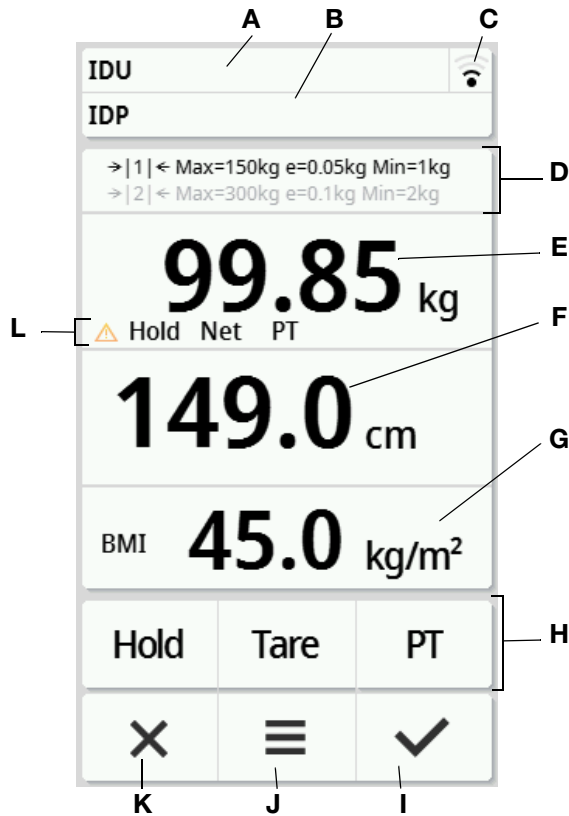 A B C
IDU
IDP
→|1|← Max=150kg e=0.05kg Min=1kg
→|2|← Max=300kg e=0.1kg Min=2kg
D
99.85 kg
E
L
Hold Net PT
F
149.0 cm
G
BMI 45.0 kg/m²
Hold Tare PT
H
K J I